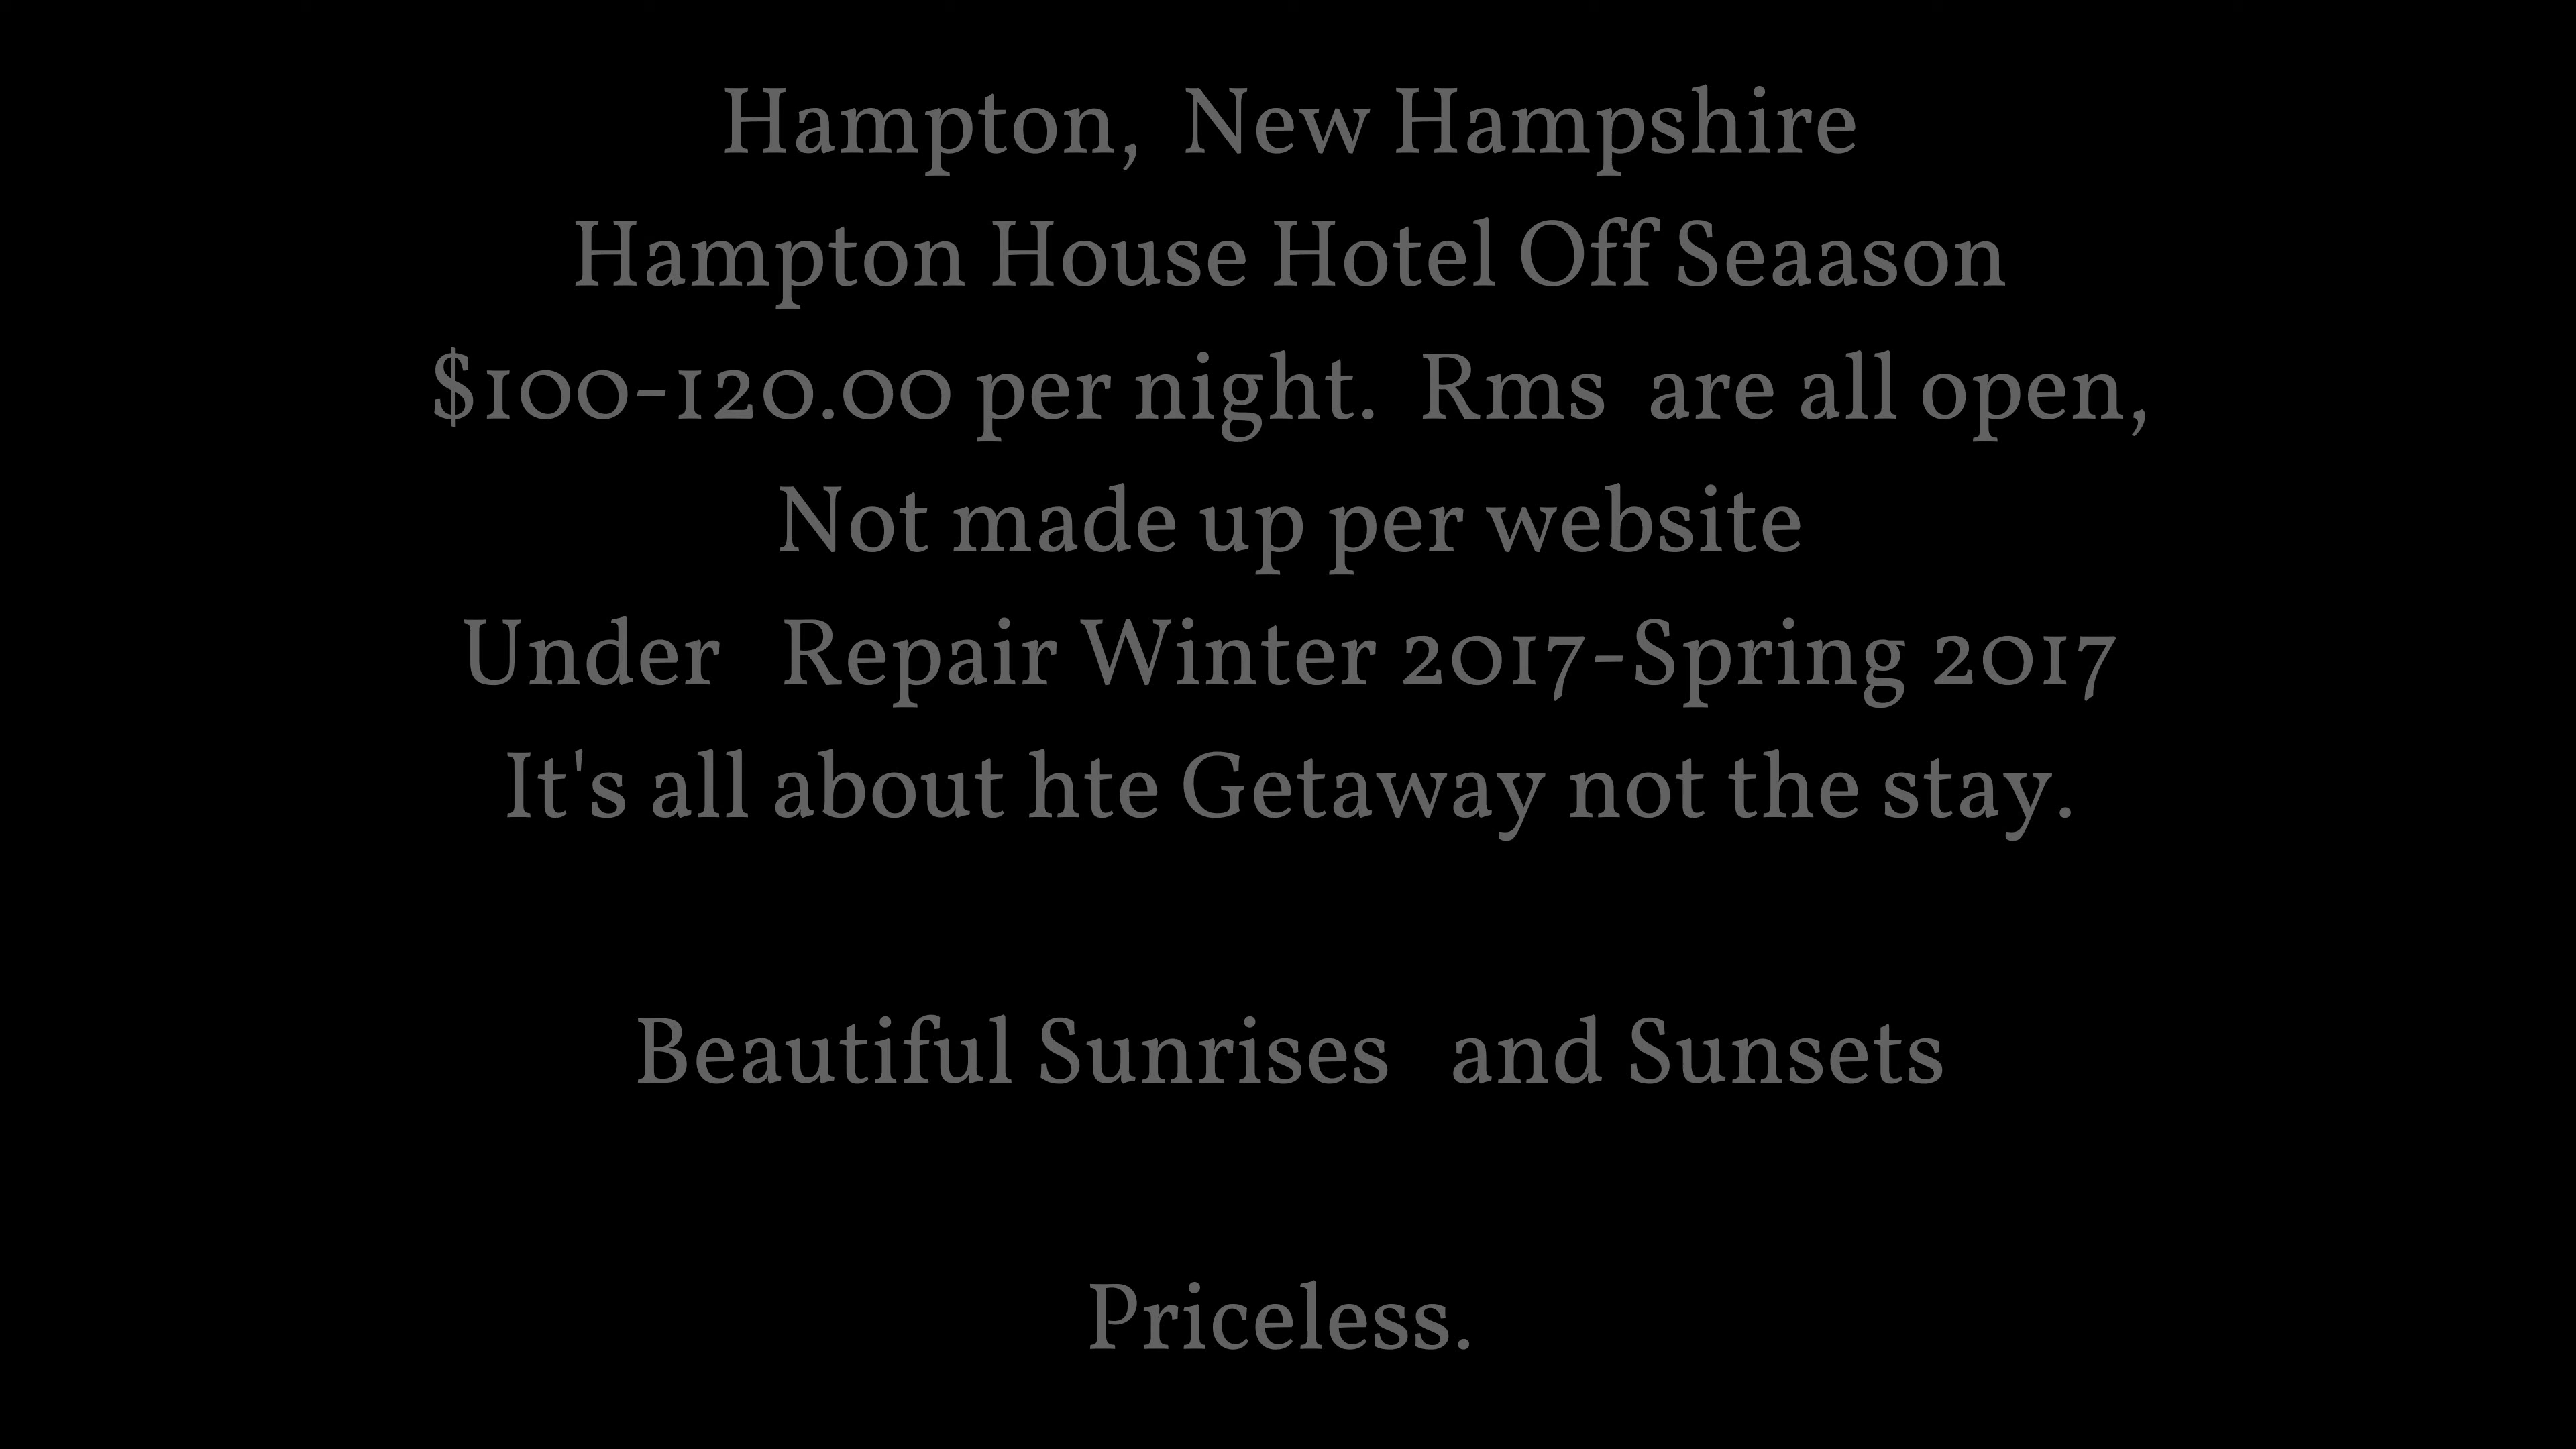 Hampton,  New Hampshire
Hampton House Hotel Off Seaason
$100-120.00 per night.  Rms  are all open,
Not made up per website
Under   Repair Winter 2017-Spring 2017
It's all about hte Getaway not the stay.
Beautiful Sunrises   and Sunsets
Priceless.